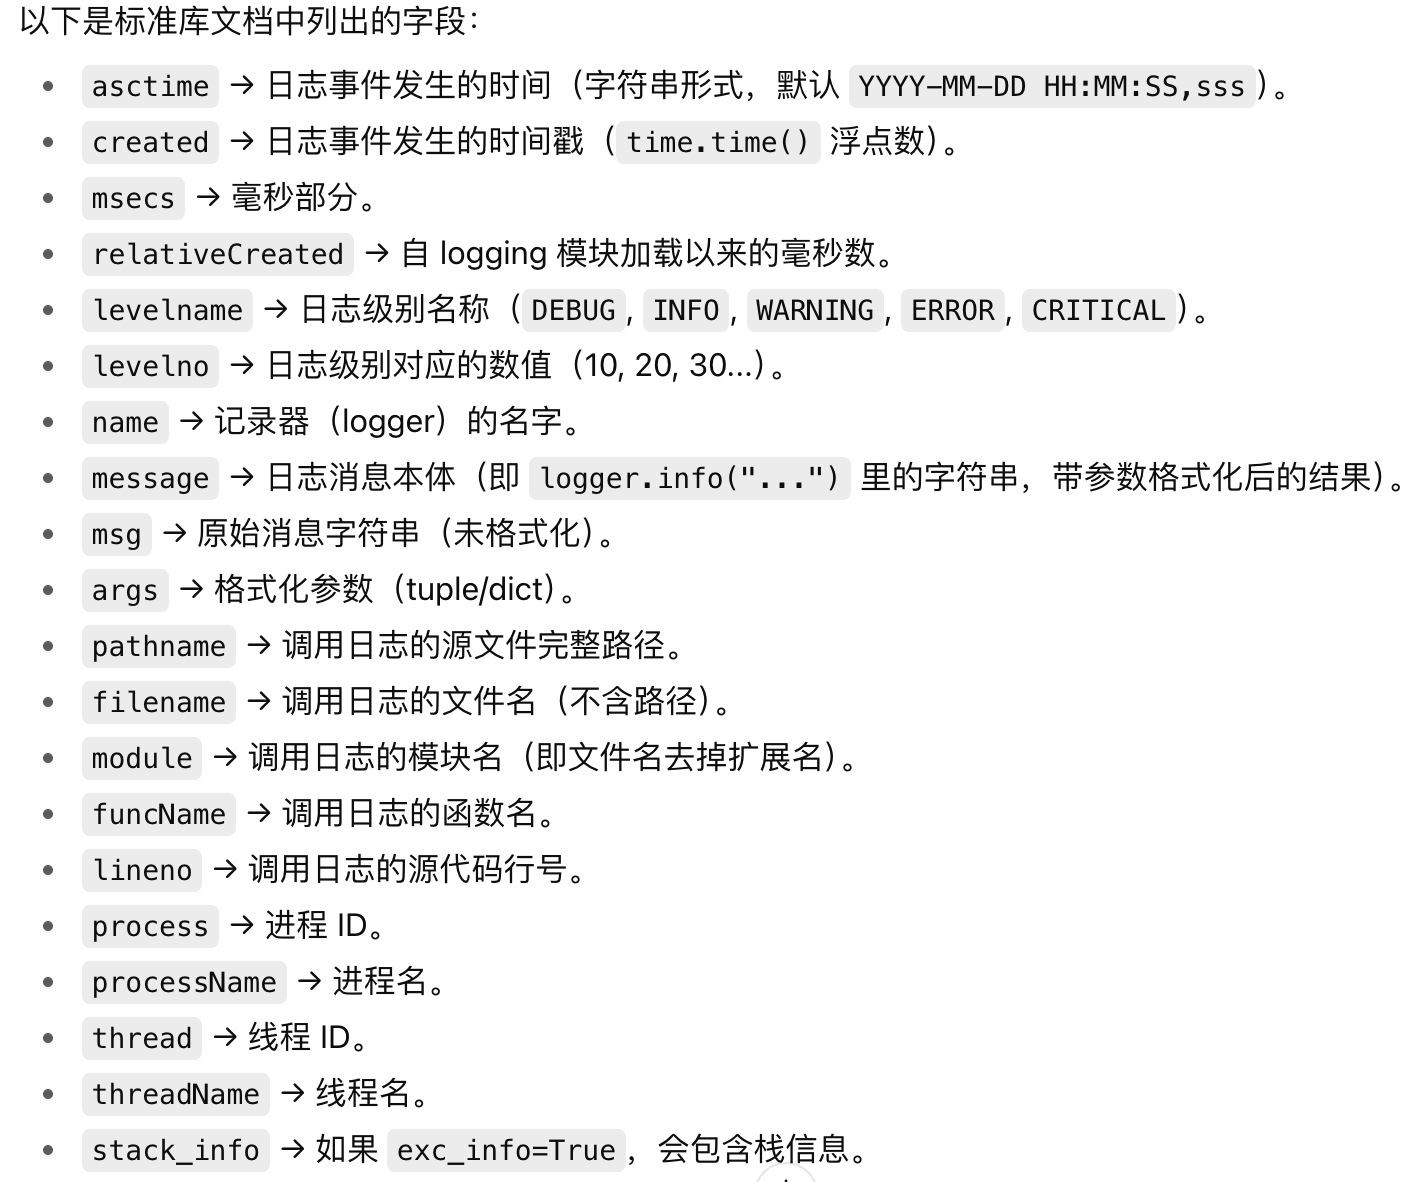 以下是标准库文档中列出的字段：
• asctime → 日志事件发生的时间（字符串形式，默认 YYYY-MM-DD HH:MM:SS,sss）。
• created → 日志事件发生的时间戳（time.time() 浮点数）。
• msecs → 毫秒部分。
• relativeCreated → 自 logging 模块加载以来的毫秒数。
• levelname → 日志级别名称（DEBUG, INFO, WARNING, ERROR, CRITICAL）。
• levelno → 日志级别对应的数值（10, 20, 30...）。
• name → 记录器（logger）的名字。
• message → 日志消息本体（即 logger.info("...") 里的字符串，带参数格式化后的结果）。
• msg → 原始消息字符串（未格式化）。
• args → 格式化参数（tuple/dict）。
• pathname → 调用日志的源文件完整路径。
• filename → 调用日志的文件名（不含路径）。
• module → 调用日志的模块名（即文件名去掉扩展名）。
• funcName → 调用日志的函数名。
• lineno → 调用日志的源代码行号。
• process → 进程 ID。
• processName → 进程名。
• thread → 线程 ID。
• threadName → 线程名。
• stack_info → 如果 exc_info=True，会包含栈信息。